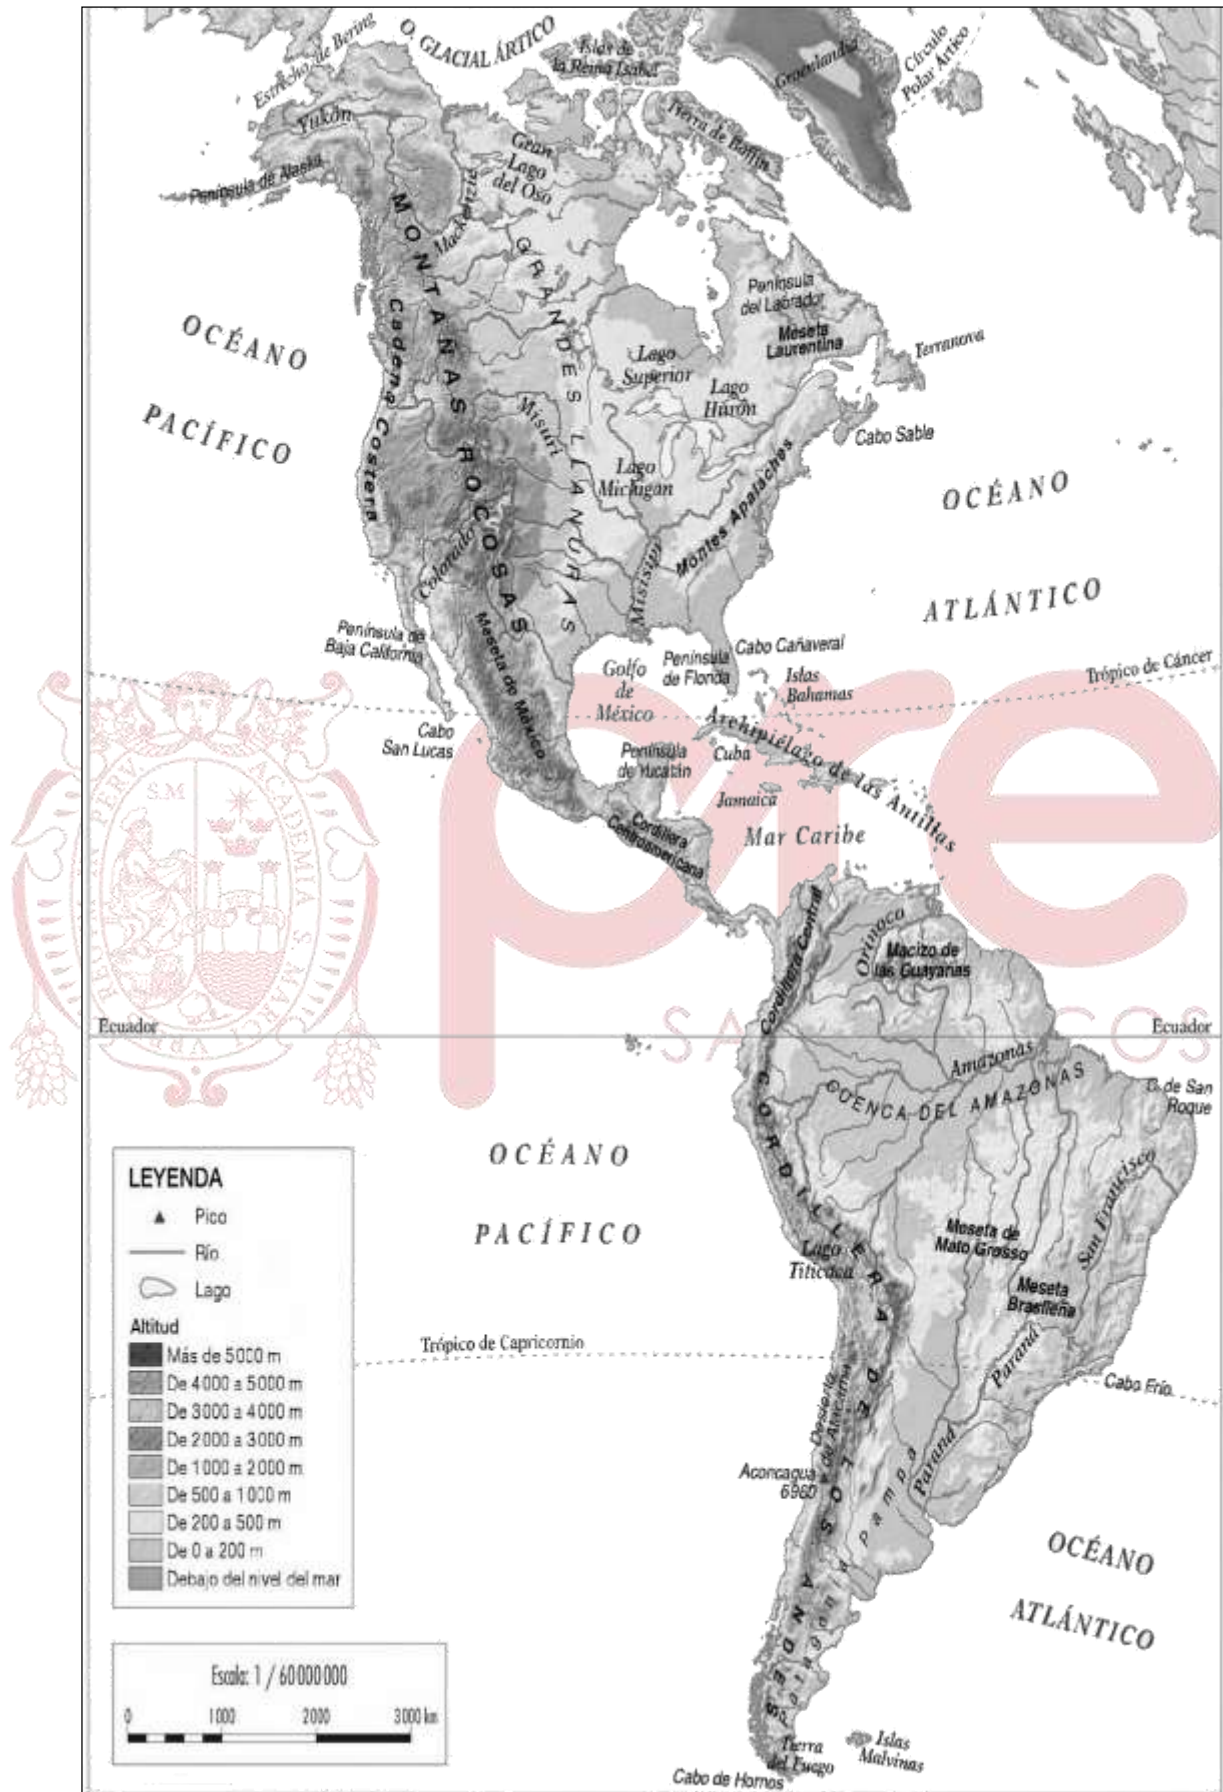 O. GLACIAL ÁRTICO
Estrecho de Bering
Islas de
la Reina Isabel
Groenlandia
Círculo
Polar Ártico
Yukón
Tierra de Baffin
Península de Alaska
Gran
Lago
del Oso
Mackenzie
MONTAÑAS ROCOSAS
GRANDES LLANURAS
Península
del Labrador
Meseta
Laurentina
Terranova
OCÉANO
PACÍFICO
Cadena Costera
Lago
Superior
Lago
Hurón
Misuri
Cabo Sable
Lago
Michigan
Montes Apalaches
OCÉANO
ATLÁNTICO
Colorado
Misisipi
Península de
Baja California
Meseta de México
Golfo
de
México
Península
de Florida
Cabo Cañaveral
Islas
Bahamas
Trópico de Cáncer
Cabo
San Lucas
Archipiélago de las Antillas
Península
de Yucatán
Cuba
Jamaica
Mar Caribe
Cordillera
Centroamericana
pre
S.M
ACADEMIA S MARCI
Cordillera Central
Orinoco
Macizo de
las Guayanas
Ecuador
Ecuador
Amazonas
CUENCA DEL AMAZONAS
C. de San
Roque
CORDILLERA DE LOS ANDES
OCÉANO
PACÍFICO
San Francisco
Meseta de
Mato Grosso
Lago
Titicaca
Meseta
Brasileña
Trópico de Capricornio
Paraná
Cabo Frío
Desierto
de Atacama
Paraná
Pampa
Aconcagua
6960
OCÉANO
ATLÁNTICO
Patagonia
Islas
Malvinas
Tierra
del Fuego
Cabo de Hornos
LEYENDA
Pico
Río
Lago
Altitud
Más de 5000 m
De 4000 a 5000 m
De 3000 a 4000 m
De 2000 a 3000 m
De 1000 a 2000 m
De 500 a 1000 m
De 200 a 500 m
De 0 a 200 m
Debajo del nivel del mar
Escala: 1 / 60000000
0 1000 2000 3000 km